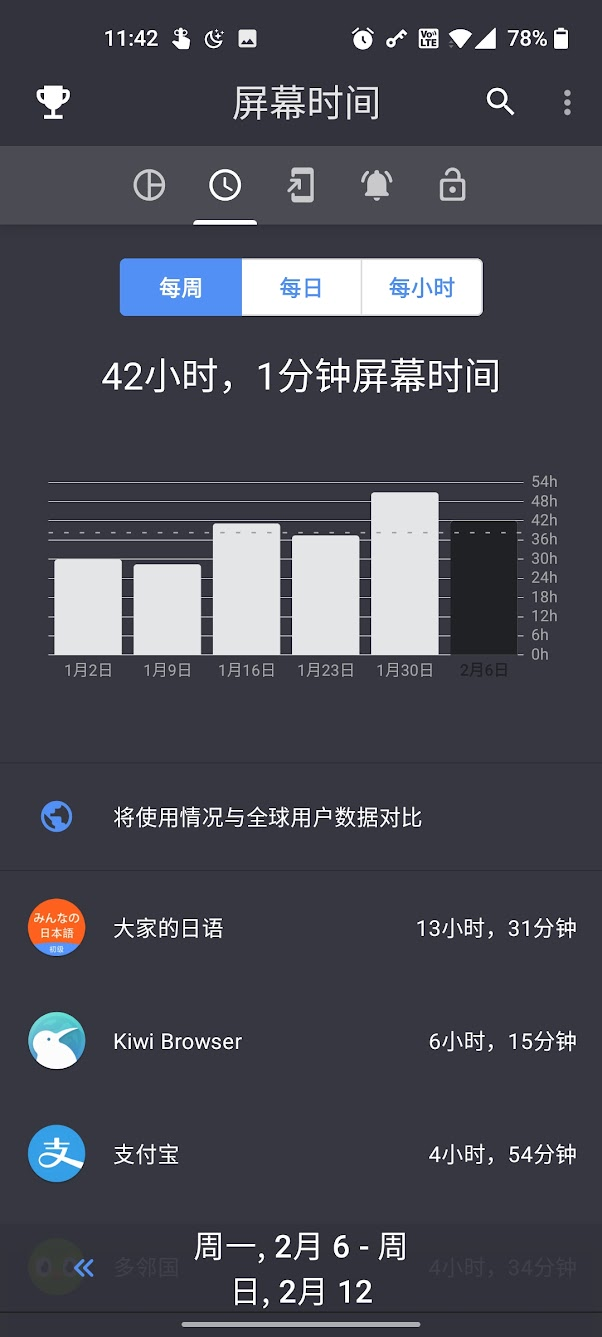 11:42
Vo)) LTE
78%
屏幕时间
每周
每日
每小时
42小时，1分钟屏幕时间
54h
48h
42h
36h
30h
24h
18h
12h
6h
0h
1月2日
1月9日
1月16日
1月23日
1月30日
2月6日
将使用情况与全球用户数据对比
みんなの
日本語
初级
大家的日语
13小时，31分钟
Kiwi Browser
6小时，15分钟
支
支付宝
4小时，54分钟
多邻国
4小时，34分钟
周一, 2月 6 - 周
日, 2月 12